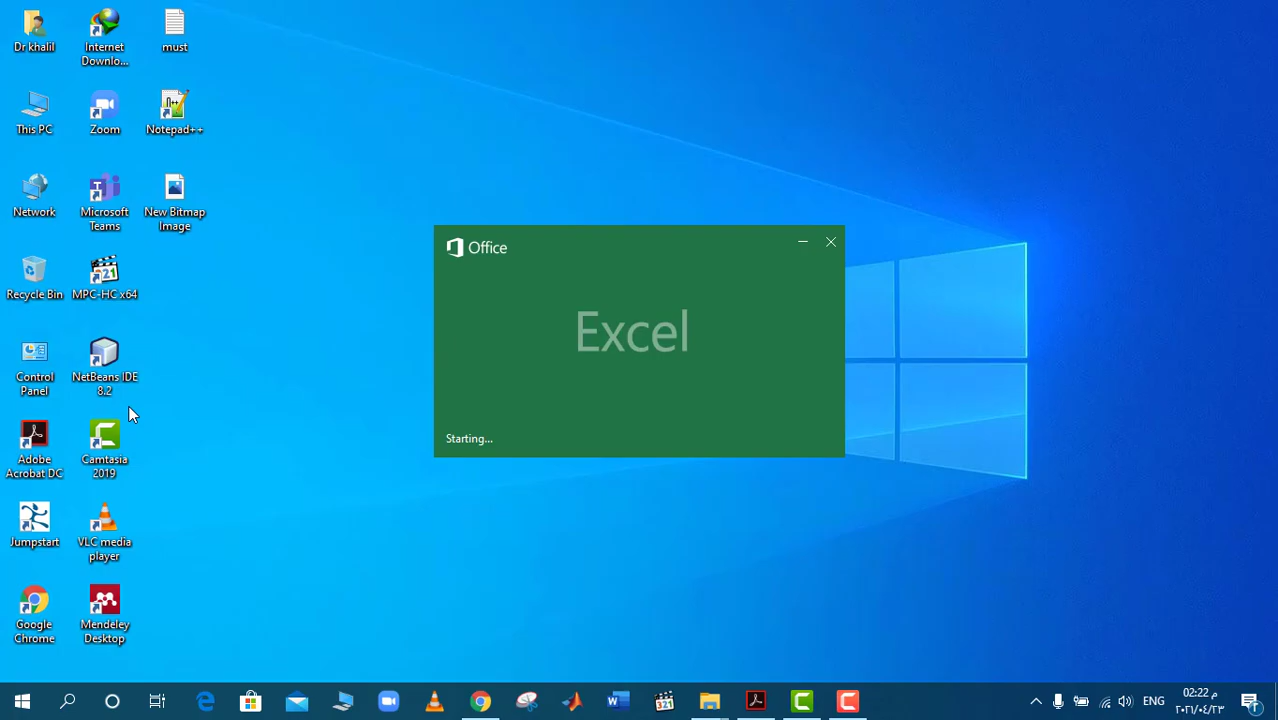 Dr khalil
Internet
Downlo...
must
This PC
Zoom
Notepad++
Network
Microsoft
Teams
New Bitmap
Image
Recycle Bin
MPC-HC x64
Control
Panel
NetBeans IDE
8.2
Adobe
Acrobat DC
Camtasia
2019
Jumpstart
VLC media
player
Google
Chrome
Mendeley
Desktop
Office
Excel
Starting...
321
ENG
02:22 م
٢٠٢١/٠٤/٢٣